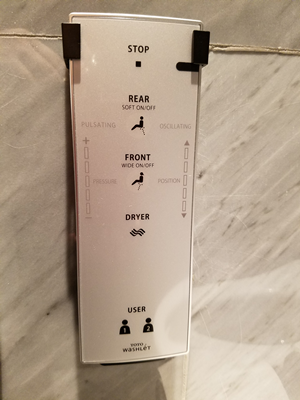 STOP
REAR
SOFT ON/OFF
PULSATING
OSCILLATING
FRONT
WIDE ON/OFF
+
PRESSURE
POSITION
DRYER
USER
1 2
TOTO
WASHLET